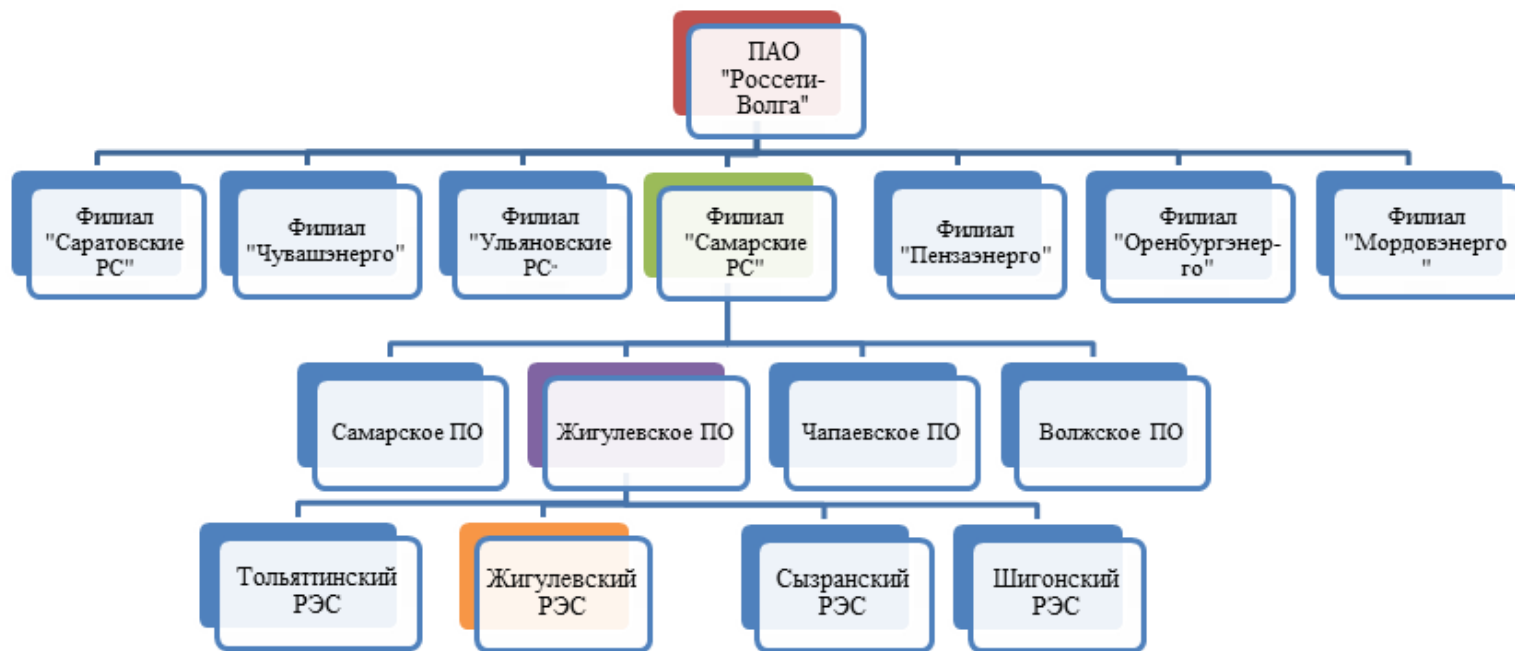 ПАО
"Россети-
Волга"
Филиал
"Саратовские
РС"
Филиал
"Чувашэнерго"
Филиал
"Ульяновские
РС"
Филиал
"Самарские
РС"
Филиал
"Пензаэнерго"
Филиал
"Оренбургэнер-
го"
Филиал
"Мордовэнерго
"
Самарское ПО
Жигулевское ПО
Чапаевское ПО
Волжское ПО
Тольяттинский
РЭС
Жигулевский
РЭС
Сызранский
РЭС
Шигонский
РЭС